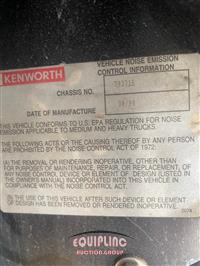 KENWORTH
VEHICLE NOISE EMISSION
CONTROL INFORMATION
CHASSIS NO.
DATE OF MANUFACTURE
THIS VEHICLE CONFORMS TO U.S. EPA REGULATION FOR NOISE
EMISSION APPLICABLE TO MEDIUM AND HEAVY TRUCKS.
THE FOLLOWING ACTS OR THE CAUSING THEREOF BY ANY PERSON
ARE PROHIBITED BY THE NOISE CONTROL ACT OF 1972:
(A) THE REMOVAL OR RENDERING INOPERATIVE, OTHER THAN
FOR PURPOSES OF MAINTENANCE, REPAIR, OR REPLACEMENT, OF
ANY NOISE CONTROL DEVICE OR ELEMENT OF DESIGN (LISTED IN
THE OWNERS MANUAL) INCORPORATED INTO THIS VEHICLE IN
COMPLIANCE WITH THE NOISE CONTROL ACT.
THE USE OF THIS VEHICLE AFTER SUCH DEVICE OR ELEMENT
DESIGN HAS BEEN REMOVED OR RENDERED INOPERATIVE.
EQUIPLINC
AUCTION GROUP